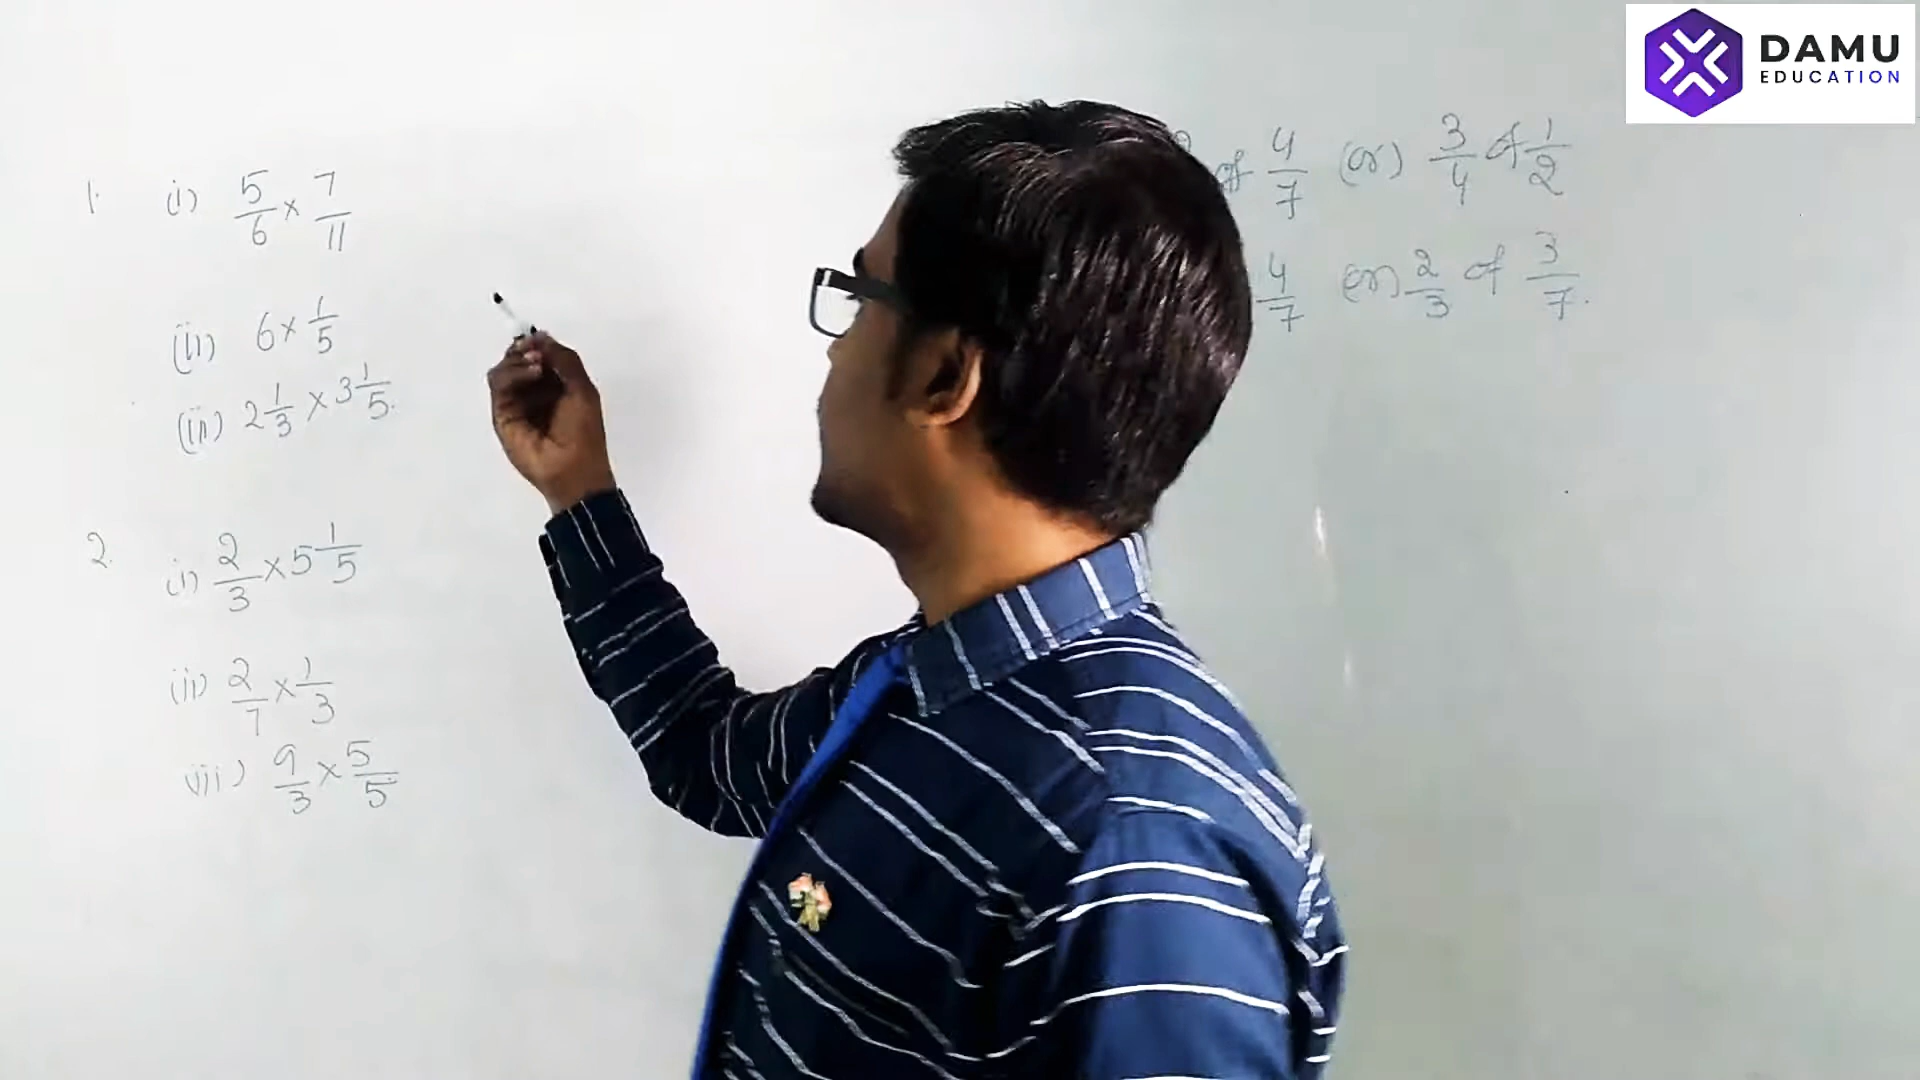 DAMU
EDUCATION
1. (i) 5/6 × 7/11
(ii) 6 × 1/5
(iii) 2 1/3 × 3 1/5.
2. (i) 2/3 × 5 1/5
(ii) 2/7 × 1/3
(iii) 9/3 × 5/5
of 4/7 (or) 3/4 of 1/2
4/7 (or) 2/3 of 3/7.